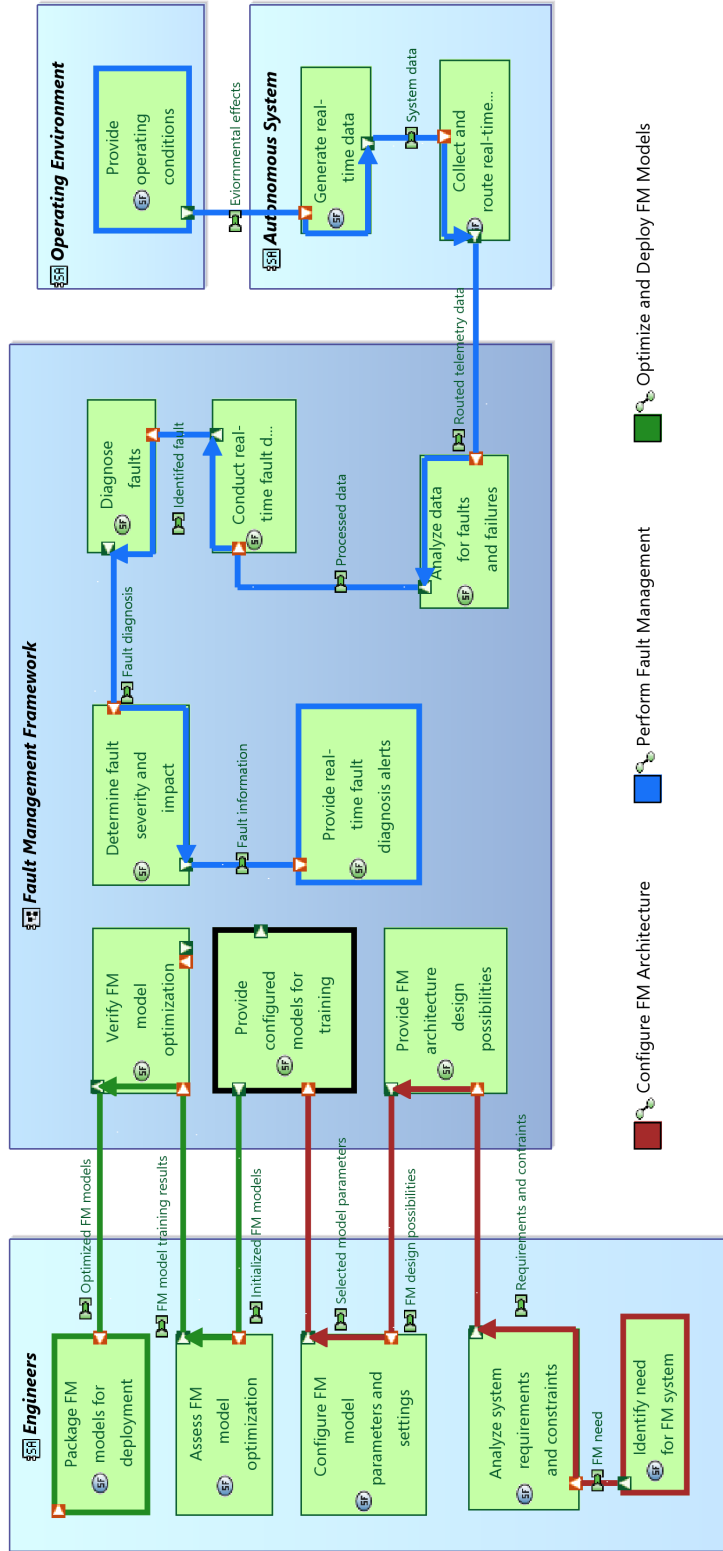 Engineers
Package FM
models for
deployment
Assess FM
model
optimization
Configure FM
model
parameters and
settings
Analyze system
requirements
and constraints
FM need
Identify need
for FM system
Optimized FM models
FM model training results
Initialized FM models
Selected model parameters
FM design possibilities
Requirements and contraints
Fault Management Framework
Verify FM
model
optimization
Provide
configured
models for
training
Provide FM
architecture
design
possibilities
Determine fault
severity and
impact
Fault information
Provide real-
time fault
diagnosis alerts
Fault diagnosis
Diagnose
faults
Identifed fault
Conduct real-
time fault d...
Processed data
Analyze data
for faults
and failures
Routed telemetry data
Operating Environment
Provide
operating
conditions
Eviornmental effects
Autonomous System
Generate real-
time data
System data
Collect and
route real-time...
Configure FM Architecture
Perform Fault Management
Optimize and Deploy FM Models